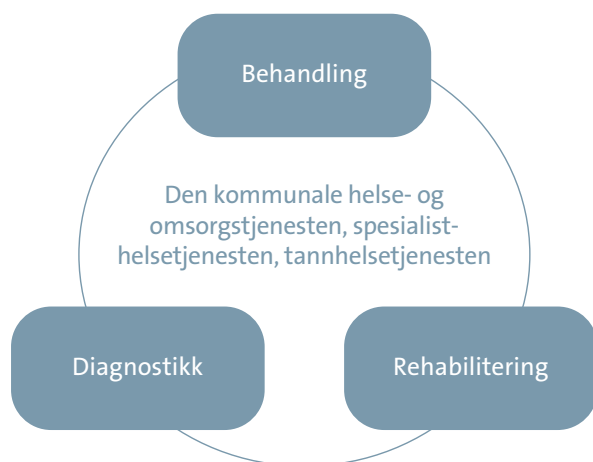 Behandling
Den kommunale helse- og
omsorgstjenesten, spesialist-
helsetjenesten, tannhelsetjenesten
Diagnostikk
Rehabilitering